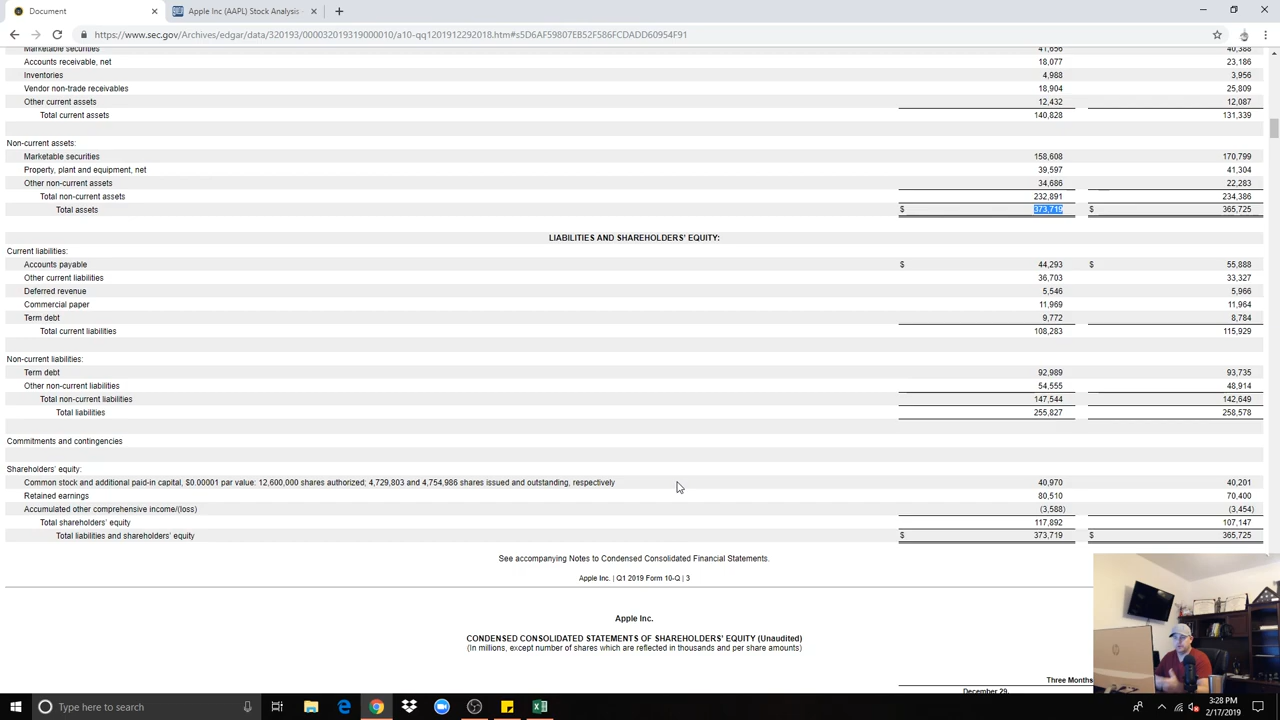 Document
Apple Inc (AAPL) Stock Analysis -
https://www.sec.gov/Archives/edgar/data/320193/000032019319000010/a10-qq1201912292018.htm#s5D6AF59807EB52F586FCDADD60954F91
Marketable securities 41,656 40,388
Accounts receivable, net 18,077 23,186
Inventories 4,988 3,956
Vendor non-trade receivables 18,904 25,809
Other current assets 12,432 12,087
Total current assets 140,828 131,339
Non-current assets:
Marketable securities 158,608 170,799
Property, plant and equipment, net 39,597 41,304
Other non-current assets 34,686 22,283
Total non-current assets 232,891 234,386
Total assets $ 373,719 $ 365,725
LIABILITIES AND SHAREHOLDERS' EQUITY:
Current liabilities:
Accounts payable $ 44,293 $ 55,888
Other current liabilities 36,703 33,327
Deferred revenue 5,546 5,966
Commercial paper 11,969 11,964
Term debt 9,772 8,784
Total current liabilities 108,283 115,929
Non-current liabilities:
Term debt 92,989 93,735
Other non-current liabilities 54,555 48,914
Total non-current liabilities 147,544 142,649
Total liabilities 255,827 258,578
Commitments and contingencies
Shareholders' equity:
Common stock and additional paid-in capital, $0.00001 par value: 12,600,000 shares authorized; 4,729,803 and 4,754,986 shares issued and outstanding, respectively 40,970 40,201
Retained earnings 80,510 70,400
Accumulated other comprehensive income/(loss) (3,588) (3,454)
Total shareholders' equity 117,892 107,147
Total liabilities and shareholders' equity $ 373,719 $ 365,725
See accompanying Notes to Condensed Consolidated Financial Statements.
Apple Inc. | Q1 2019 Form 10-Q | 3
Apple Inc.
CONDENSED CONSOLIDATED STATEMENTS OF SHAREHOLDERS' EQUITY (Unaudited)
(In millions, except number of shares which are reflected in thousands and per share amounts)
Three Months
December 29,
Type here to search
3:28 PM
2/17/2019